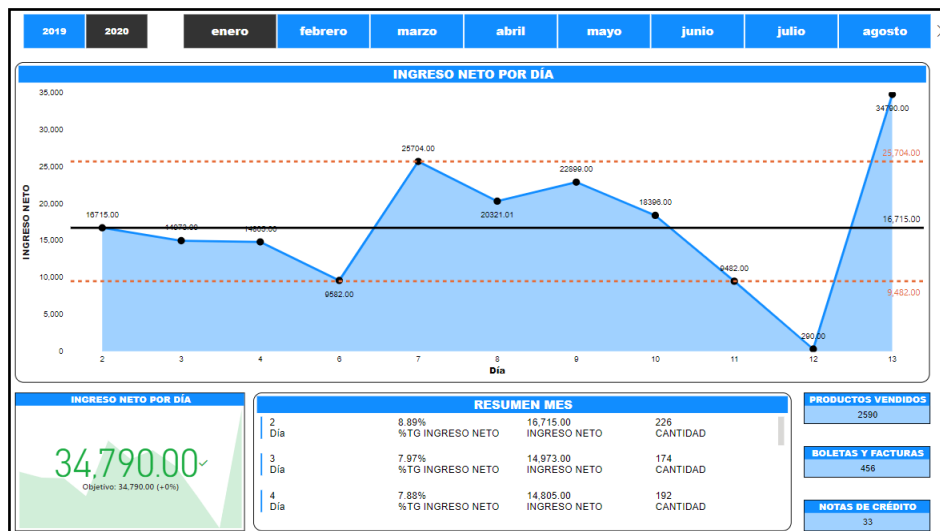 2019 2020 enero febrero marzo abril mayo junio julio agosto
INGRESO NETO POR DÍA
INGRESO NETO
35,000
30,000
25,000
20,000
15,000
10,000
5,000
0
16715.00
14973.00
14805.00
9582.00
25704.00
20321.01
22899.00
18396.00
9482.00
290.00
34790.00
25,704.00
16,715.00
9,482.00
2 3 4 6 7 8 9 10 11 12 13
Día
INGRESO NETO POR DÍA
34,790.00
Objetivo: 34,790.00 (+0%)
RESUMEN MES
2 8.89% 16,715.00 226
Día %TG INGRESO NETO INGRESO NETO CANTIDAD
3 7.97% 14,973.00 174
Día %TG INGRESO NETO INGRESO NETO CANTIDAD
4 7.88% 14,805.00 192
Día %TG INGRESO NETO INGRESO NETO CANTIDAD
PRODUCTOS VENDIDOS
2590
BOLETAS Y FACTURAS
456
NOTAS DE CRÉDITO
33